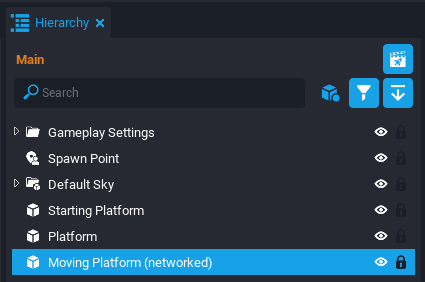 Hierarchy
Main
Search
Gameplay Settings
Spawn Point
Default Sky
Starting Platform
Platform
Moving Platform (networked)